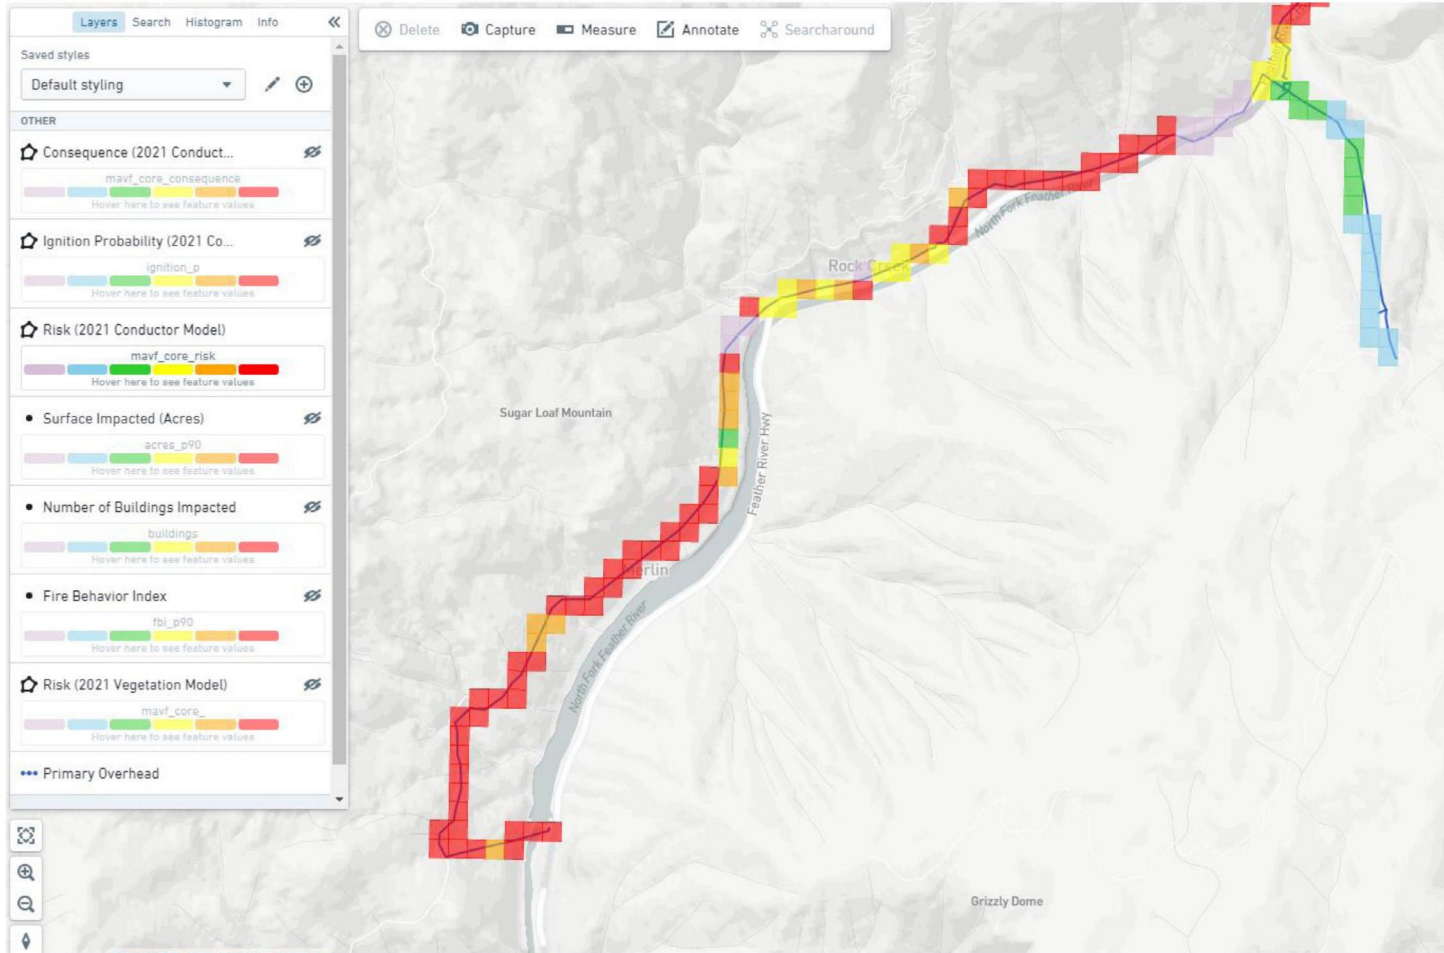 Layers Search Histogram Info
Saved styles
Default styling
OTHER
Consequence (2021 Conduct...
mavf_core_consequence
Hover here to see feature values
Ignition Probability (2021 Co...
ignition_p
Hover here to see feature values
Risk (2021 Conductor Model)
mavf_core_risk
Hover here to see feature values
Surface Impacted (Acres)
acres_p90
Hover here to see feature values
Number of Buildings Impacted
buildings
Hover here to see feature values
Fire Behavior Index
fbi_p90
Hover here to see feature values
Risk (2021 Vegetation Model)
mavf_core_
Hover here to see feature values
Primary Overhead
Delete Capture Measure Annotate Searcharound
North Fork Feather River
Rock Creek
Sugar Loaf Mountain
Feather River Hwy
Merlin
North Fork Feather River
Grizzly Dome